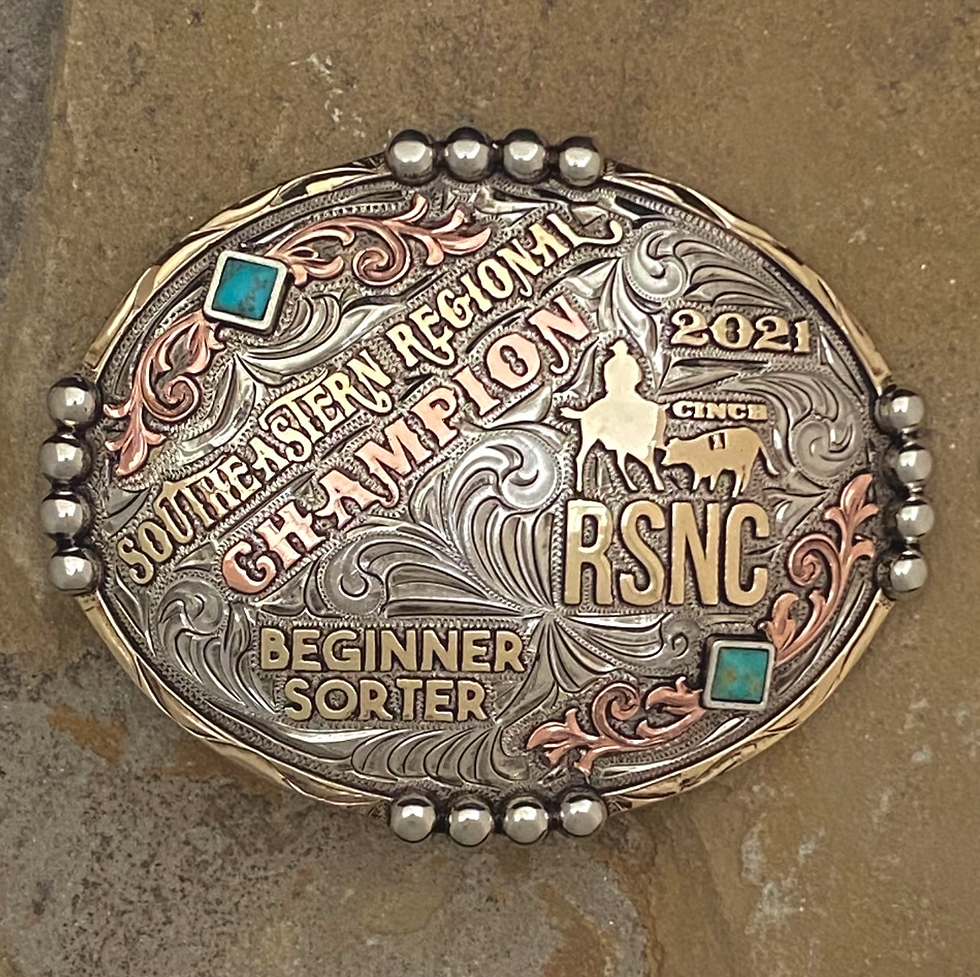 SOUTHEASTERN REGIONAL
CHAMPION
2021
CINCH
RSNC
BEGINNER
SORTER